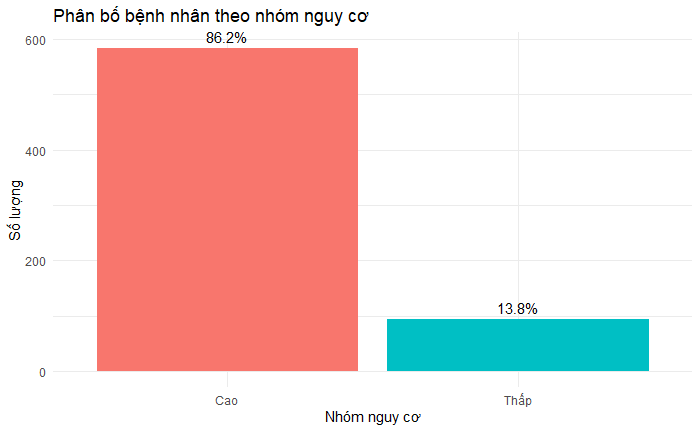 Phân bố bệnh nhân theo nhóm nguy cơ
600
400
200
0
Số lượng
86.2%
13.8%
Cao
Thấp
Nhóm nguy cơ